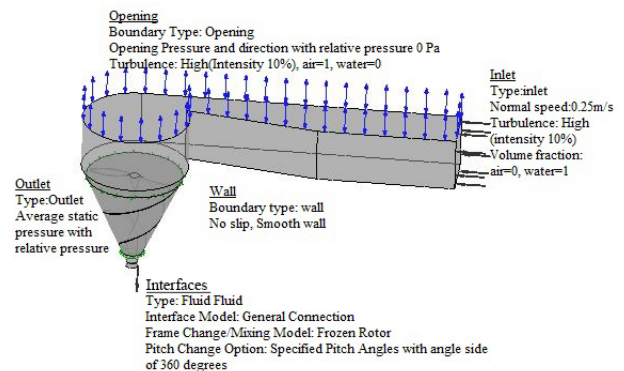 Opening
Boundary Type: Opening
Opening Pressure and direction with relative pressure 0 Pa
Turbulence: High(Intensity 10%), air=1, water=0
Inlet
Type:inlet
Normal speed:0.25m/s
Turbulence: High
(intensity 10%)
Volume fraction:
air=0, water=1
Outlet
Type:Outlet
Average static
pressure with
relative pressure
Wall
Boundary type: wall
No slip, Smooth wall
Interfaces
Type: Fluid Fluid
Interface Model: General Connection
Frame Change/Mixing Model: Frozen Rotor
Pitch Change Option: Specified Pitch Angles with angle side
of 360 degrees